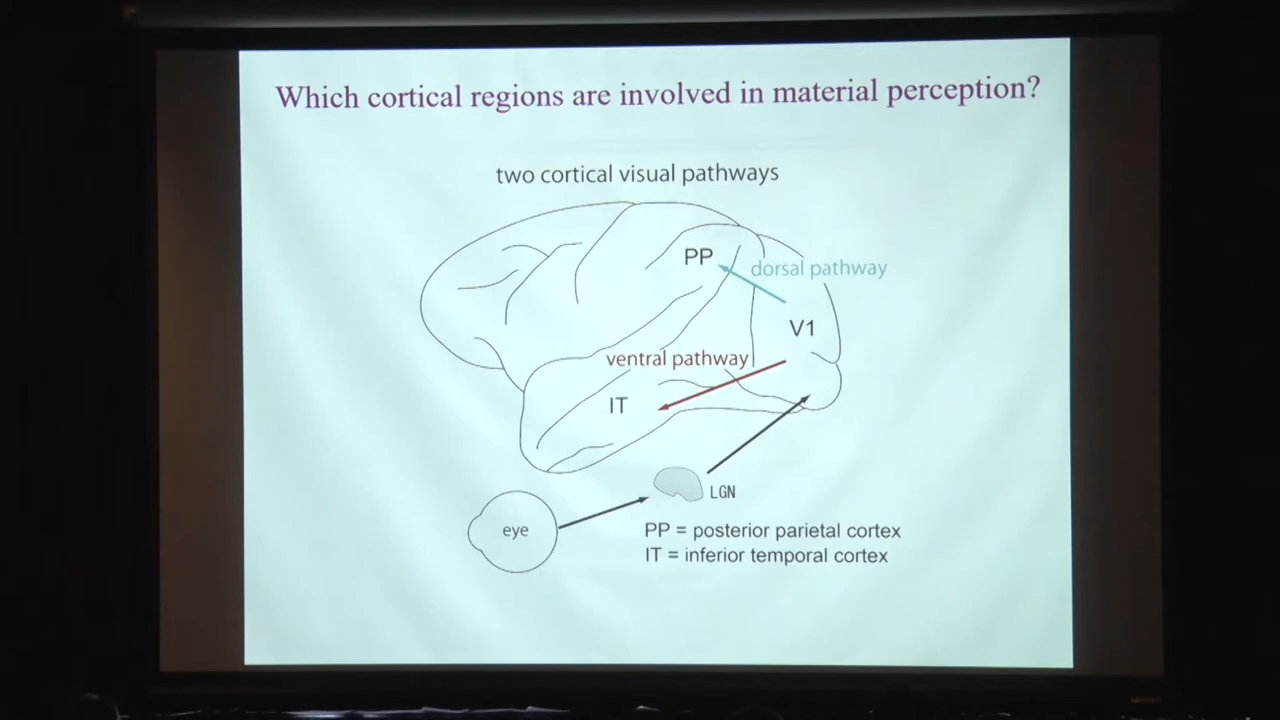 Which cortical regions are involved in material perception?
two cortical visual pathways
PP
dorsal pathway
V1
ventral pathway
IT
LGN
eye
PP = posterior parietal cortex
IT = inferior temporal cortex